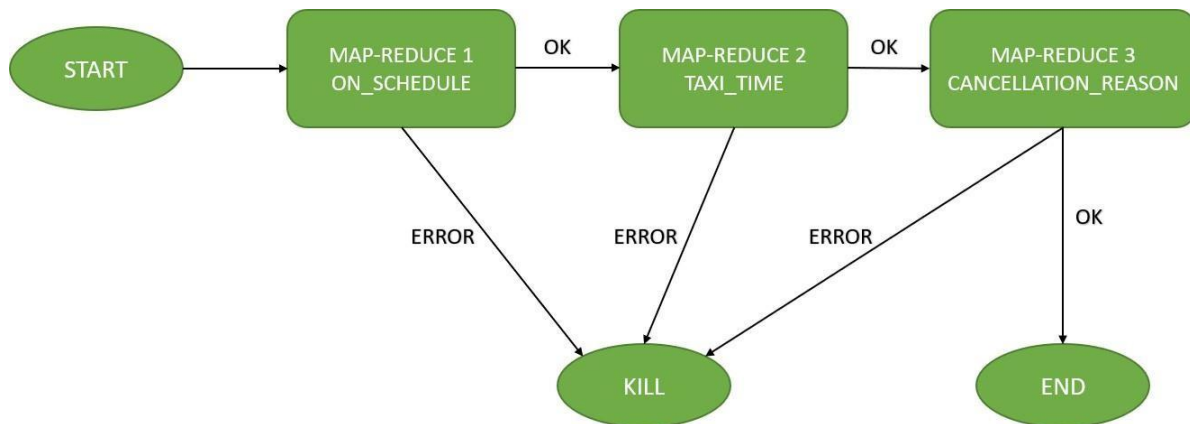 START
MAP-REDUCE 1
ON_SCHEDULE
OK
MAP-REDUCE 2
TAXI_TIME
OK
MAP-REDUCE 3
CANCELLATION_REASON
ERROR
ERROR
ERROR
OK
KILL
END